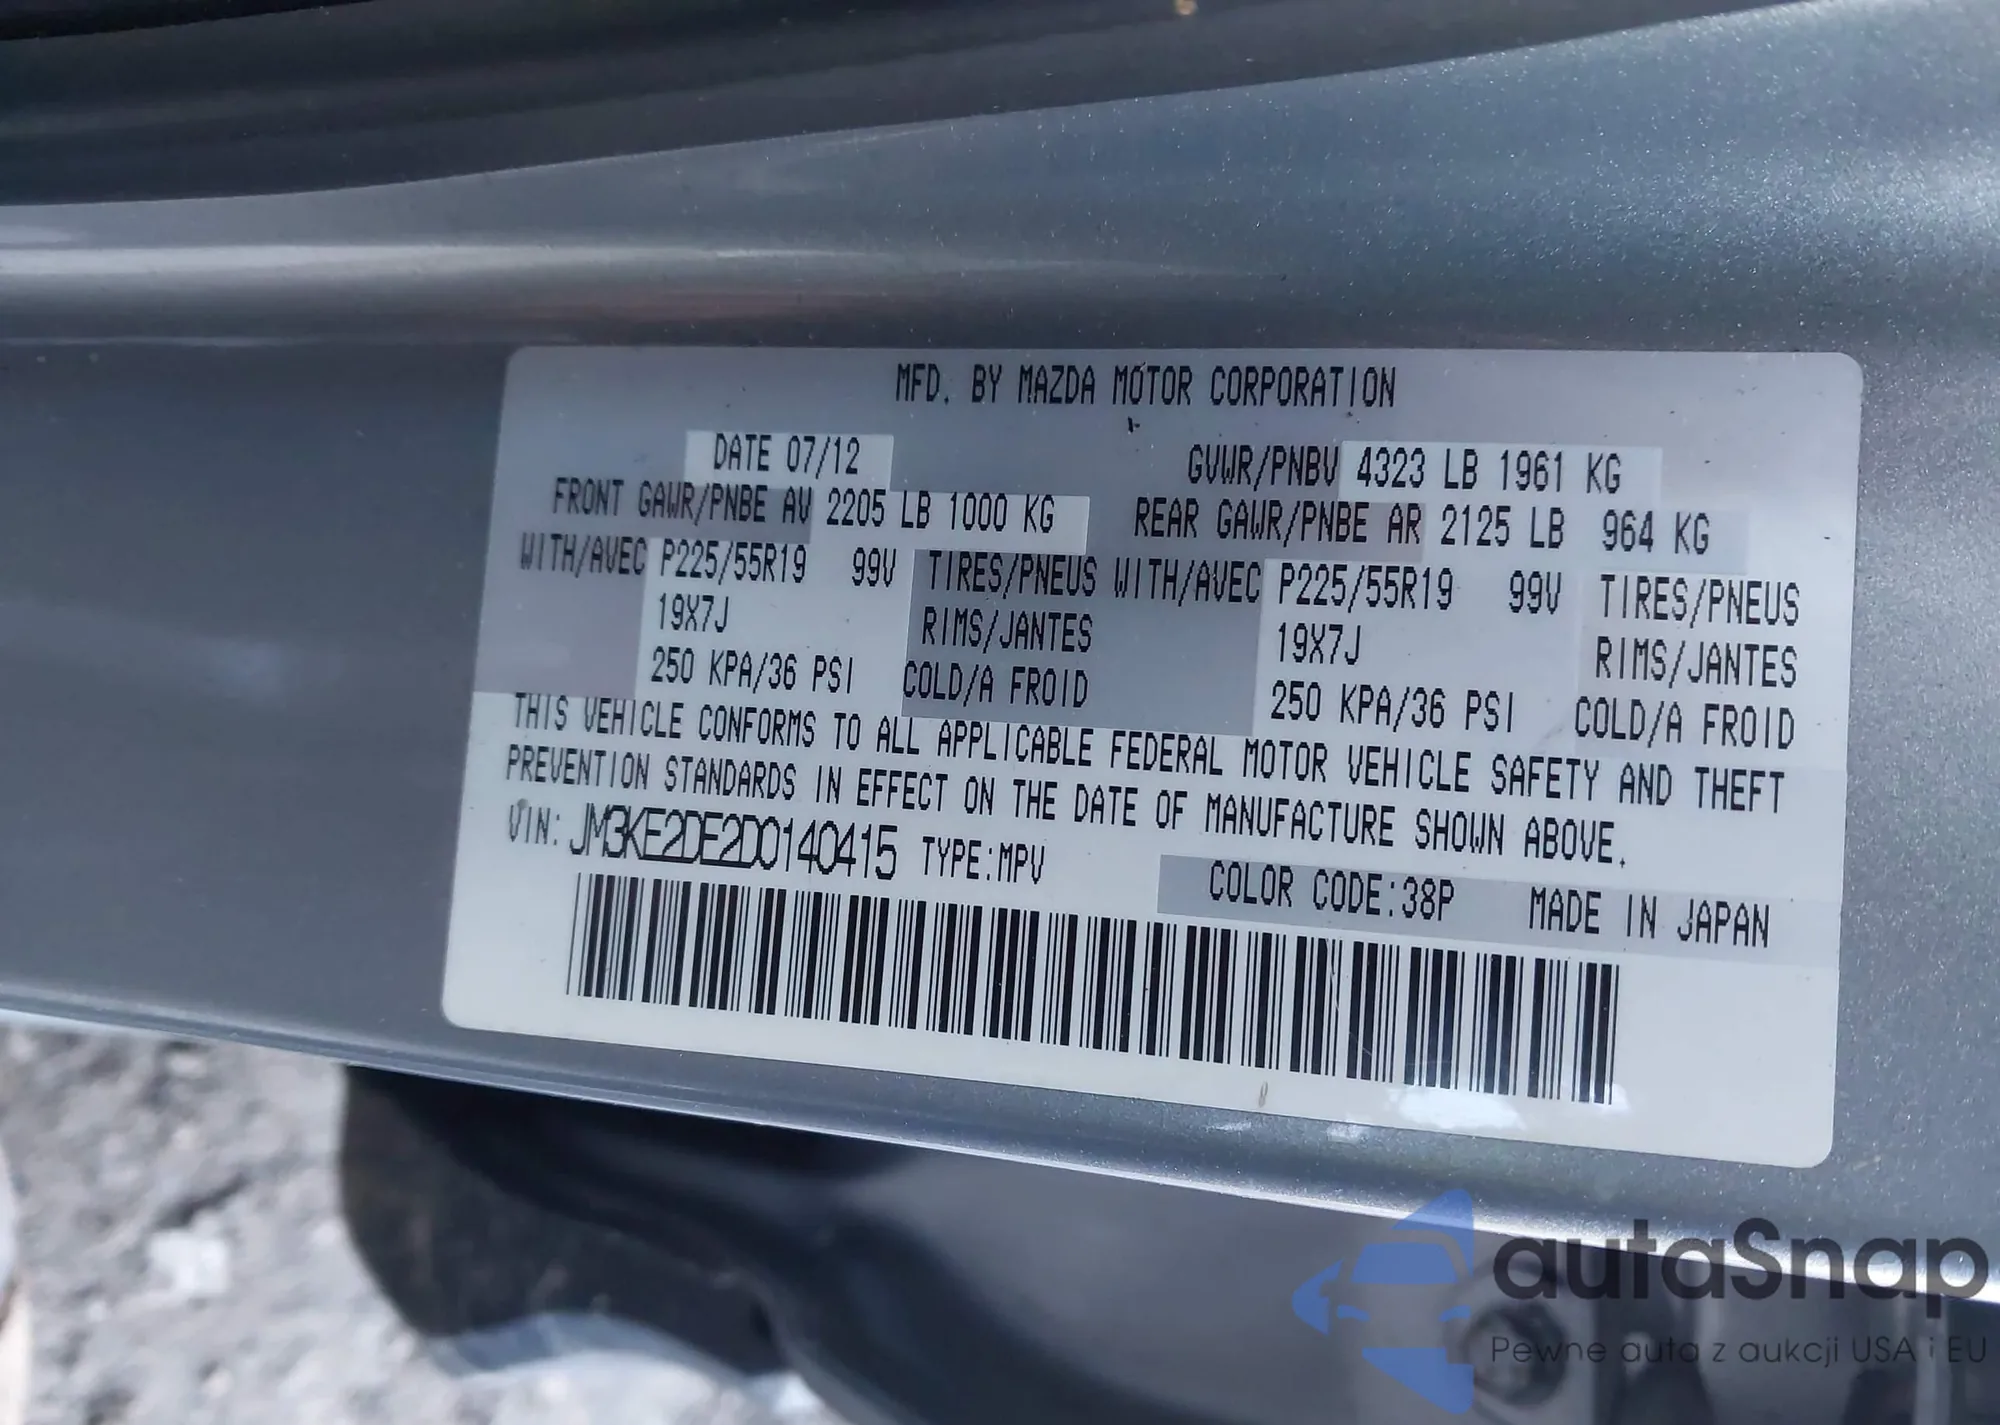 MFD. BY MAZDA MOTOR CORPORATION
DATE 07/12 GVWR/PNBV 4323 LB 1961 KG
FRONT GAWR/PNBE AV 2205 LB 1000 KG REAR GAWR/PNBE AR 2125 LB 964 KG
WITH/AVEC P225/55R19 99V TIRES/PNEUS WITH/AVEC P225/55R19 99V TIRES/PNEUS
19X7J RIMS/JANTES 19X7J RIMS/JANTES
250 KPA/36 PSI COLD/A FROID 250 KPA/36 PSI COLD/A FROID
THIS VEHICLE CONFORMS TO ALL APPLICABLE FEDERAL MOTOR VEHICLE SAFETY AND THEFT
PREVENTION STANDARDS IN EFFECT ON THE DATE OF MANUFACTURE SHOWN ABOVE.
VIN: JM3KE2DE2D0140415 TYPE:MPV COLOR CODE:38P MADE IN JAPAN
autaSnap
Pewne auta z aukcji USA i EU